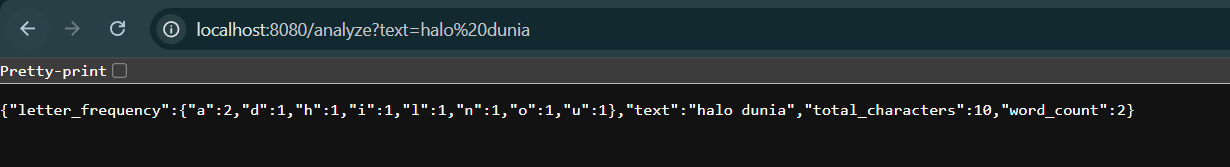 localhost:8080/analyze?text=halo%20dunia
Pretty-print
{"letter_frequency":{"a":2,"d":1,"h":1,"i":1,"l":1,"n":1,"o":1,"u":1},"text":"halo dunia","total_characters":10,"word_count":2}